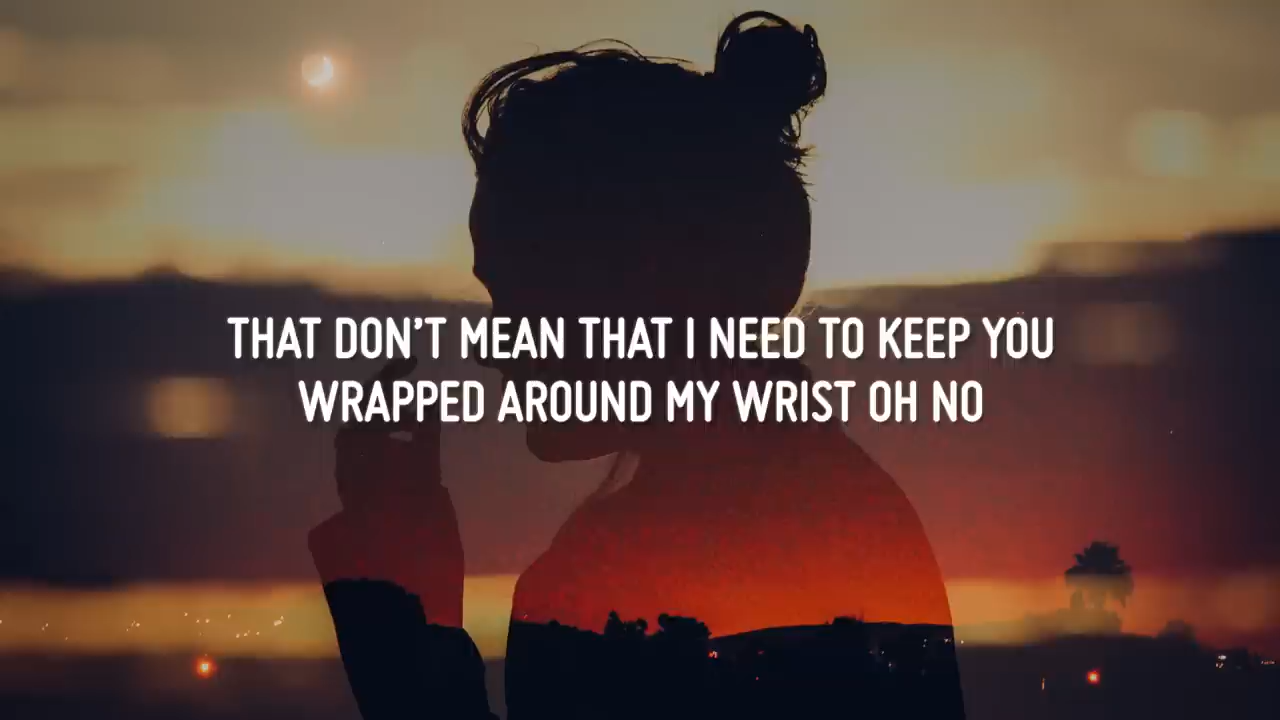 THAT DON'T MEAN THAT I NEED TO KEEP YOU
WRAPPED AROUND MY WRIST OH NO